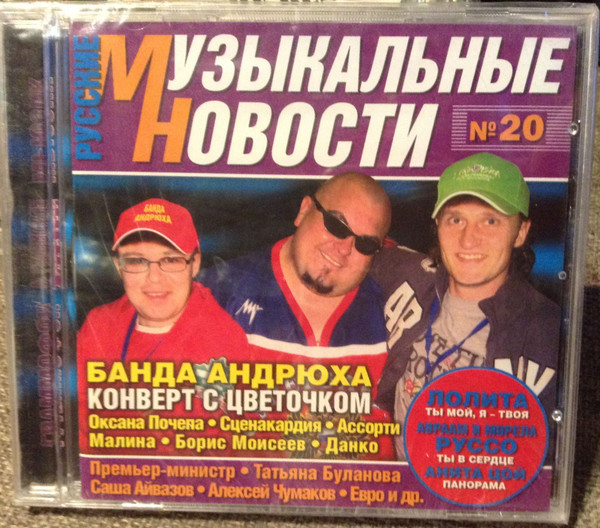 РУССКИЕ
МУЗЫКАЛЬНЫЕ
НОВОСТИ
№20
БАНДА
АНДРЮХА
БАНДА АНДРЮХА
КОНВЕРТ С ЦВЕТОЧКОМ
Оксана Почепа • Сценакардия • Ассорти
Малина • Борис Моисеев • Данко
Премьер-министр • Татьяна Буланова
Саша Айвазов • Алексей Чумаков • Евро и др.
ЛОЛИТА
ТЫ МОЙ, Я – ТВОЯ
АВРААМ И МОРЕЛА
РУССО
ТЫ В СЕРДЦЕ
АНИТА ЦОЙ
ПАНОРАМА